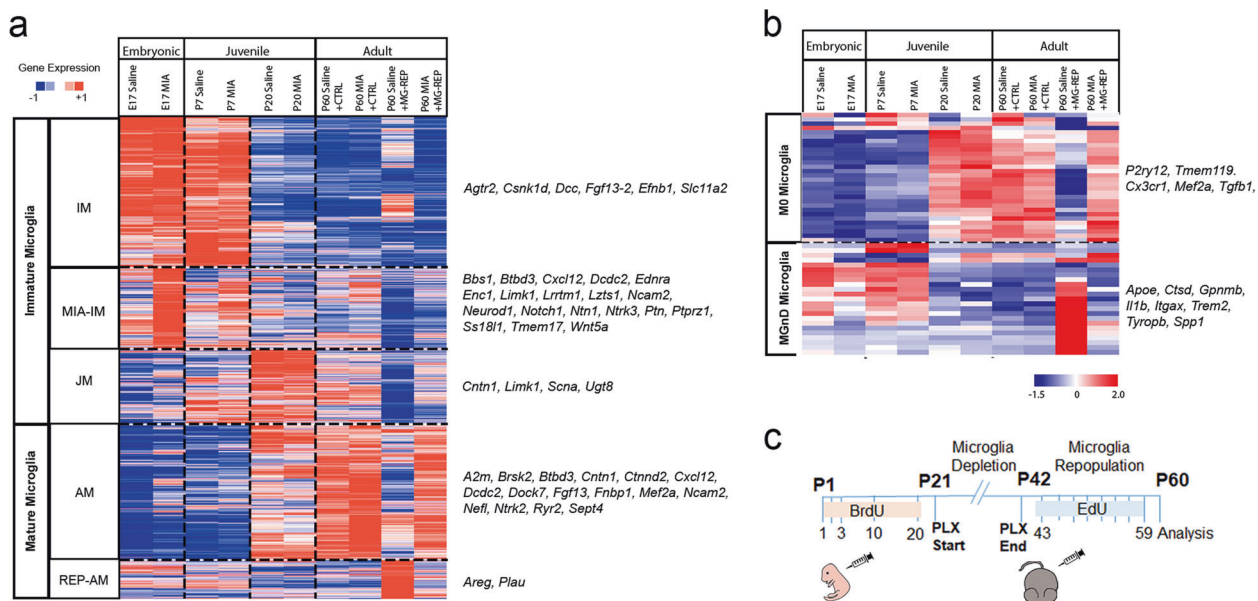 a
Gene Expression
-1 +1
Embryonic Juvenile Adult
E17 Saline
E17 MIA
P7 Saline
P7 MIA
P20 Saline
P20 MIA
P60 Saline
+CTRL
P60 MIA
+CTRL
P60 Saline
+MG-REP
P60 MIA
+MG-REP
Immature Microglia
IM
Agtr2, Csnk1d, Dcc, Fgf13-2, Efnb1, Slc11a2
MIA-IM
Bbs1, Btbd3, Cxcl12, Dcdc2, Ednra
Enc1, Limk1, Lrrtm1, Lzts1, Ncam2,
Neurod1, Notch1, Ntn1, Ntrk3, Ptn, Ptprz1,
Ss18l1, Tmem17, Wnt5a
JM
Cntn1, Limk1, Scna, Ugt8
Mature Microglia
AM
A2m, Brsk2, Btbd3, Cntn1, Ctnnd2, Cxcl12,
Dcdc2, Dock7, Fgf13, Fnbp1, Mef2a, Ncam2,
Nefl, Ntrk2, Ryr2, Sept4
REP-AM
Areg, Plau
b
Embryonic Juvenile Adult
E17 Saline
E17 MIA
P7 Saline
P7 MIA
P20 Saline
P20 MIA
P60 Saline
+CTRL
P60 MIA
+CTRL
P60 Saline
+MG-REP
P60 MIA
+MG-REP
M0 Microglia
P2ry12, Tmem119.
Cx3cr1, Mef2a, Tgfb1,
MGnD Microglia
Apoe, Ctsd, Gpnmb,
Il1b, Itgax, Trem2,
Tyropb, Spp1
-1.5 0.0 2.0
c
Microglia
Depletion
Microglia
Repopulation
P1 P21 P42 P60
BrdU EdU
1 3 10 20
PLX
Start
PLX
End
43 59 Analysis